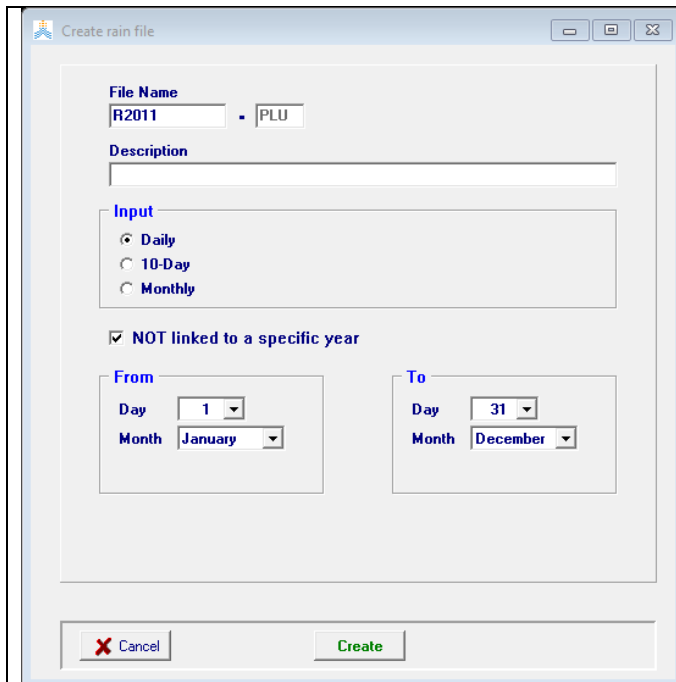 Create rain file
File Name
R2011 - PLU
Description
Input
Daily
10-Day
Monthly
NOT linked to a specific year
From To
Day 1 Day 31
Month January Month December
Cancel Create